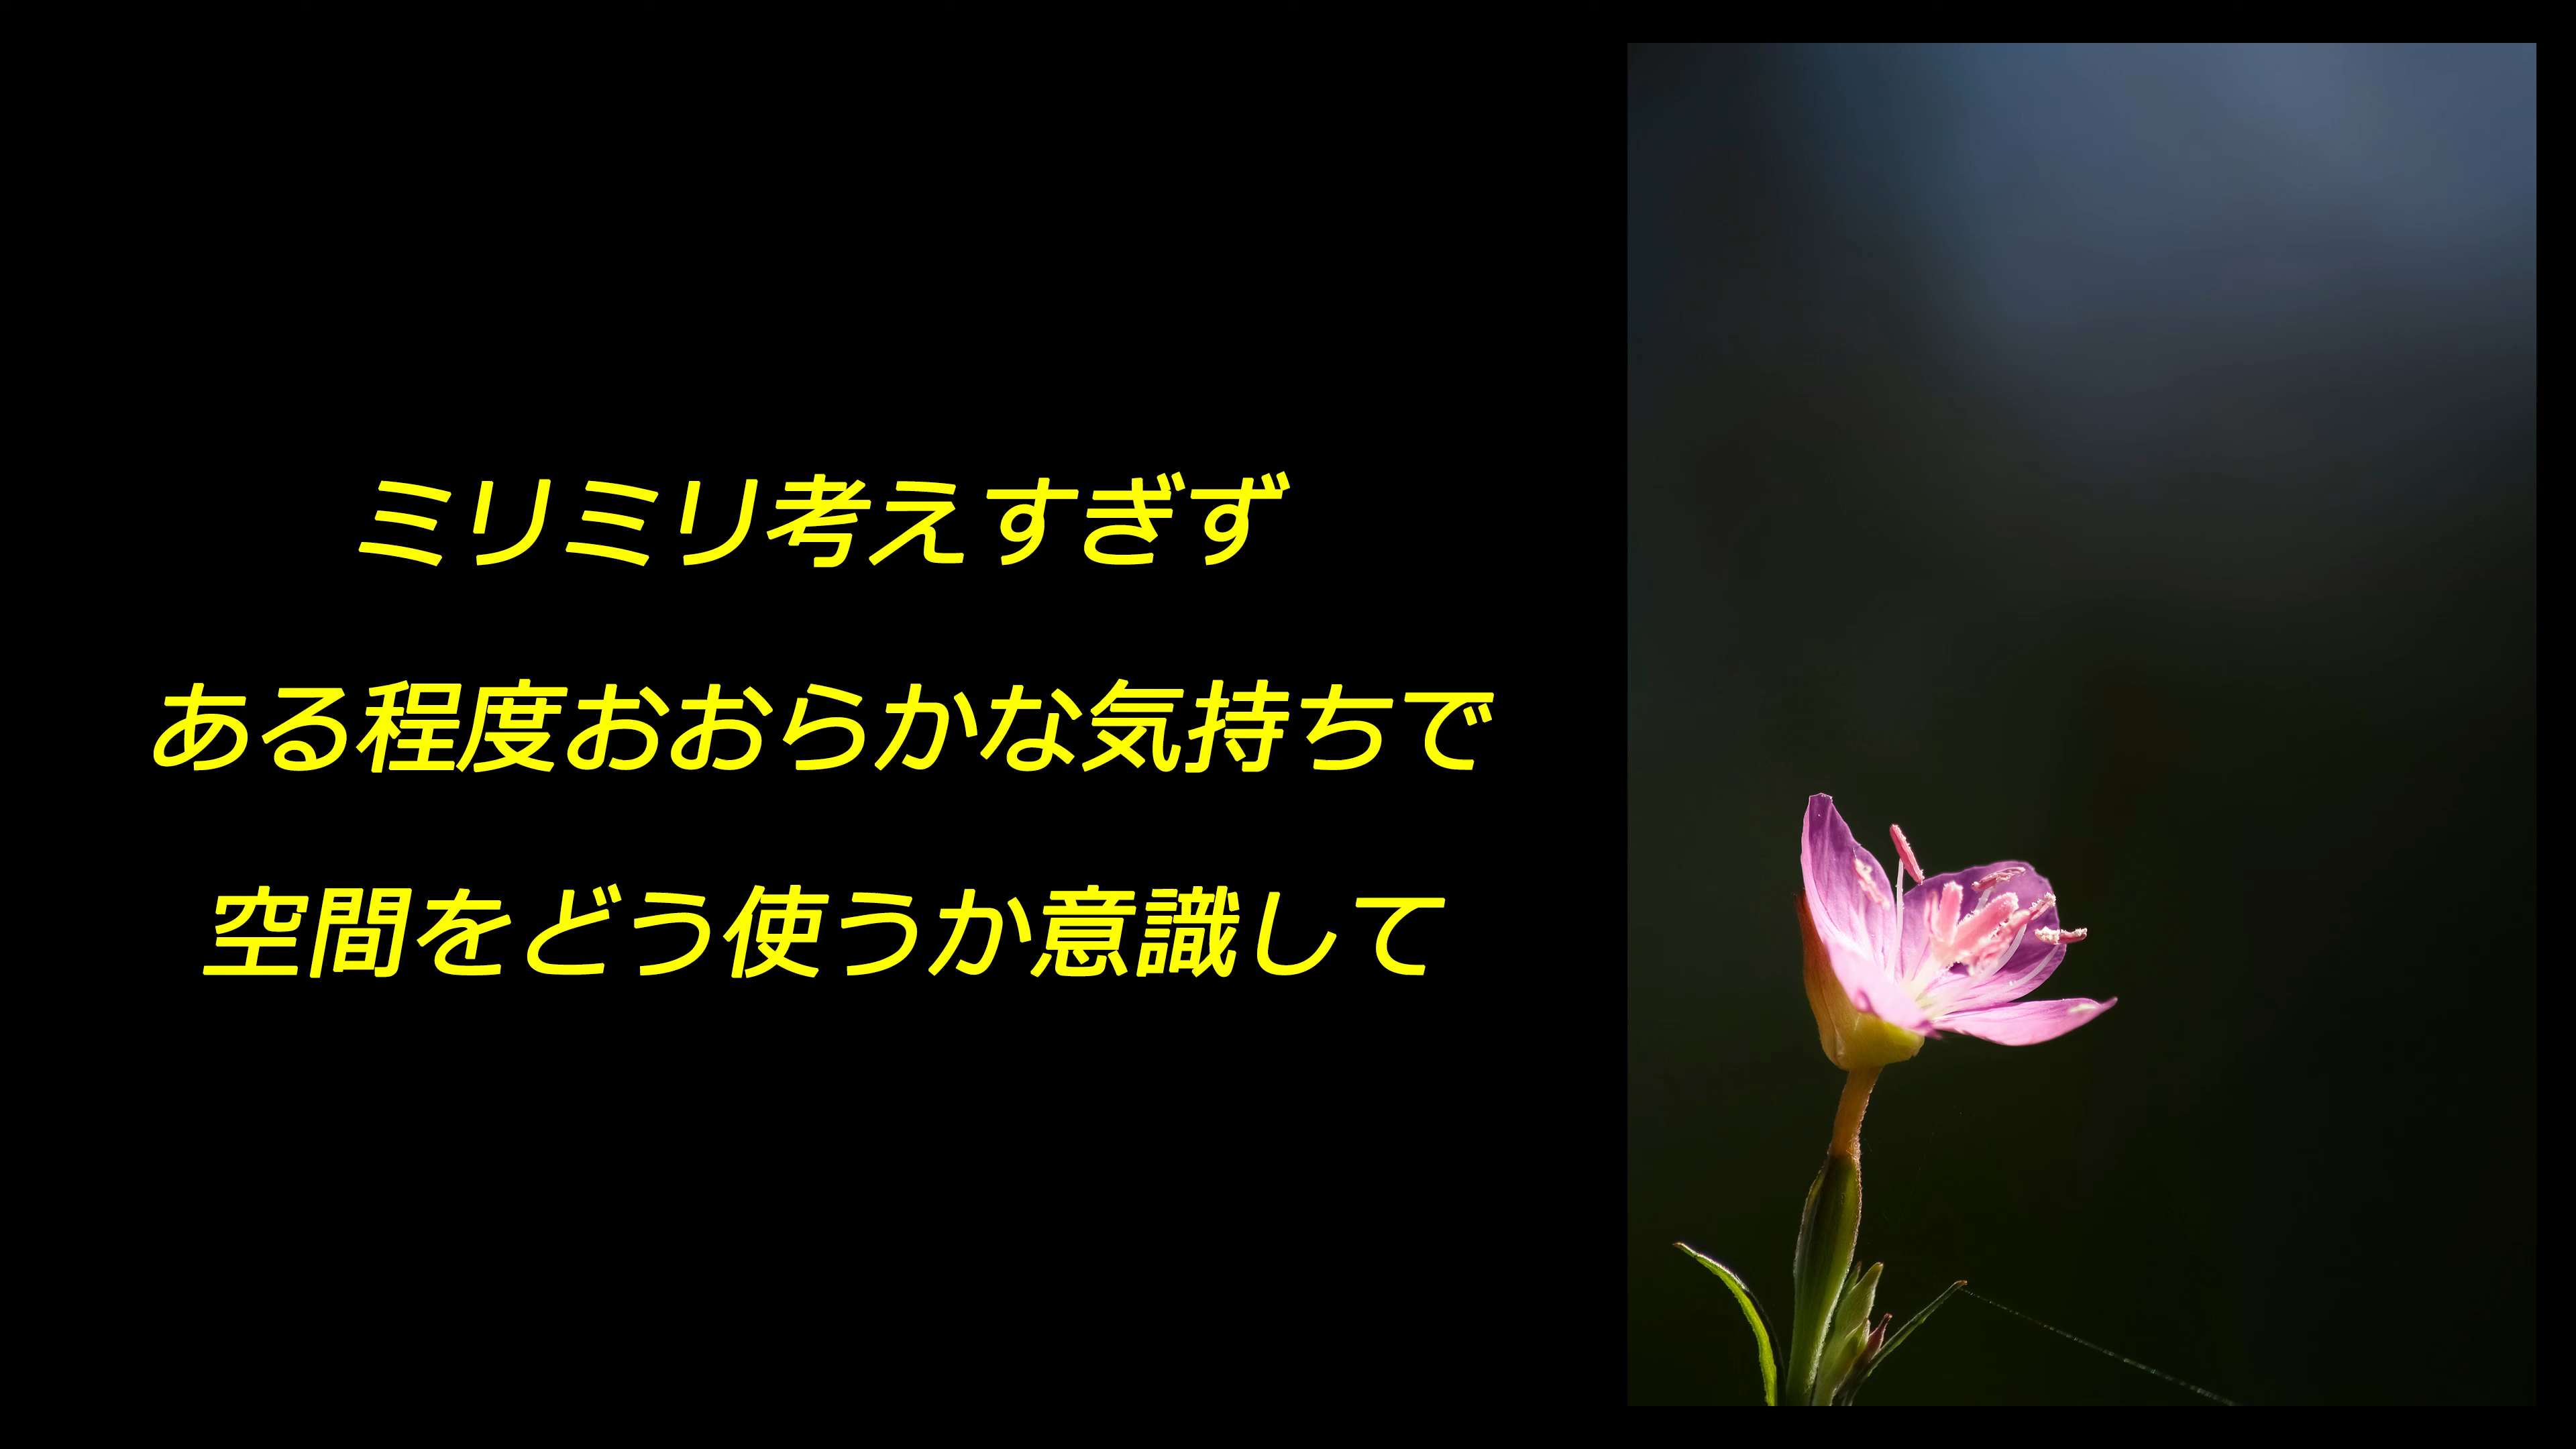 ミリミリ考えすぎず
ある程度おおらかな気持ちで
空間をどう使うか意識して